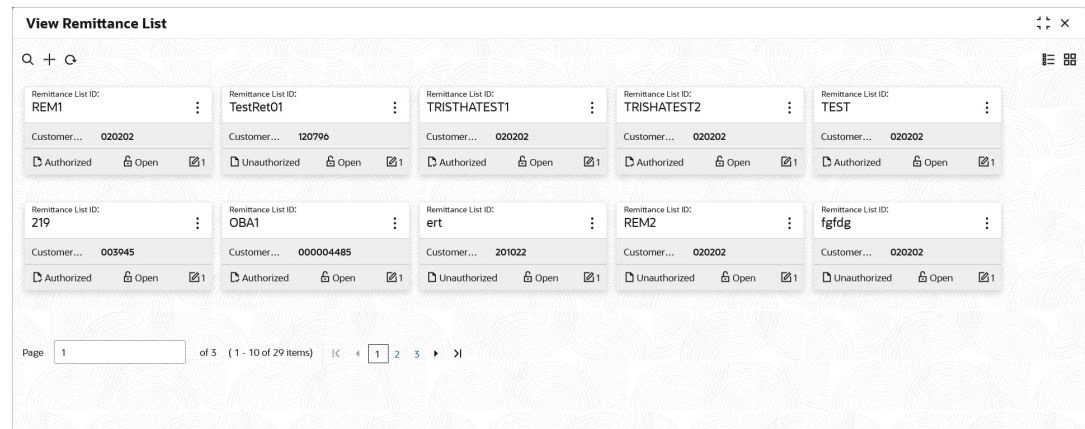 View Remittance List
Remittance List ID: Remittance List ID: Remittance List ID: Remittance List ID: Remittance List ID:
REM1 TestRet01 TRISTHATEST1 TRISHATEST2 TEST
Customer... 020202 Customer... 120796 Customer... 020202 Customer... 020202 Customer... 020202
Authorized Open 1 Unauthorized Open 1 Authorized Open 1 Authorized Open 1 Authorized Open 1
Remittance List ID: Remittance List ID: Remittance List ID: Remittance List ID: Remittance List ID:
219 OBA1 ert REM2 fgfdg
Customer... 003945 Customer... 000004485 Customer... 201022 Customer... 020202 Customer... 020202
Authorized Open 1 Authorized Open 1 Unauthorized Open 1 Unauthorized Open 1 Unauthorized Open 1
Page 1 of 3 ( 1 - 10 of 29 items) 1 2 3